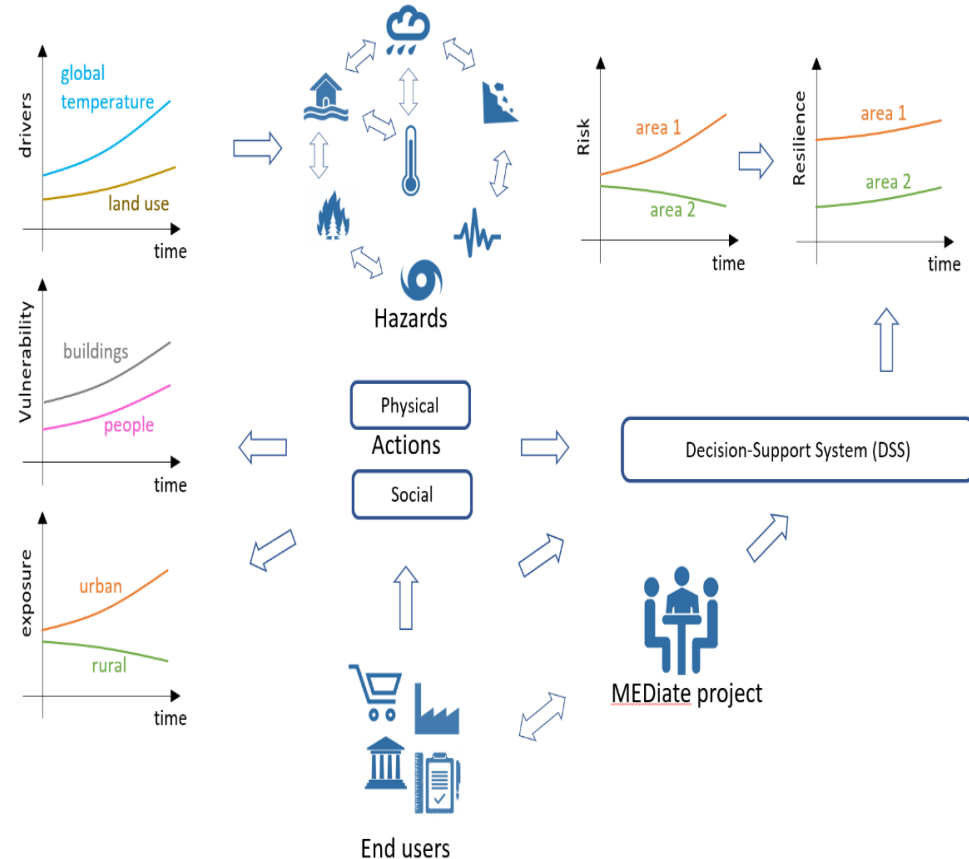 drivers
global
temperature
land use
time
Hazards
Risk
area 1
area 2
time
Resilience
area 1
area 2
time
Vulnerability
buildings
people
time
Physical
Actions
Social
Decision-Support System (DSS)
exposure
urban
rural
time
MEDiate project
End users